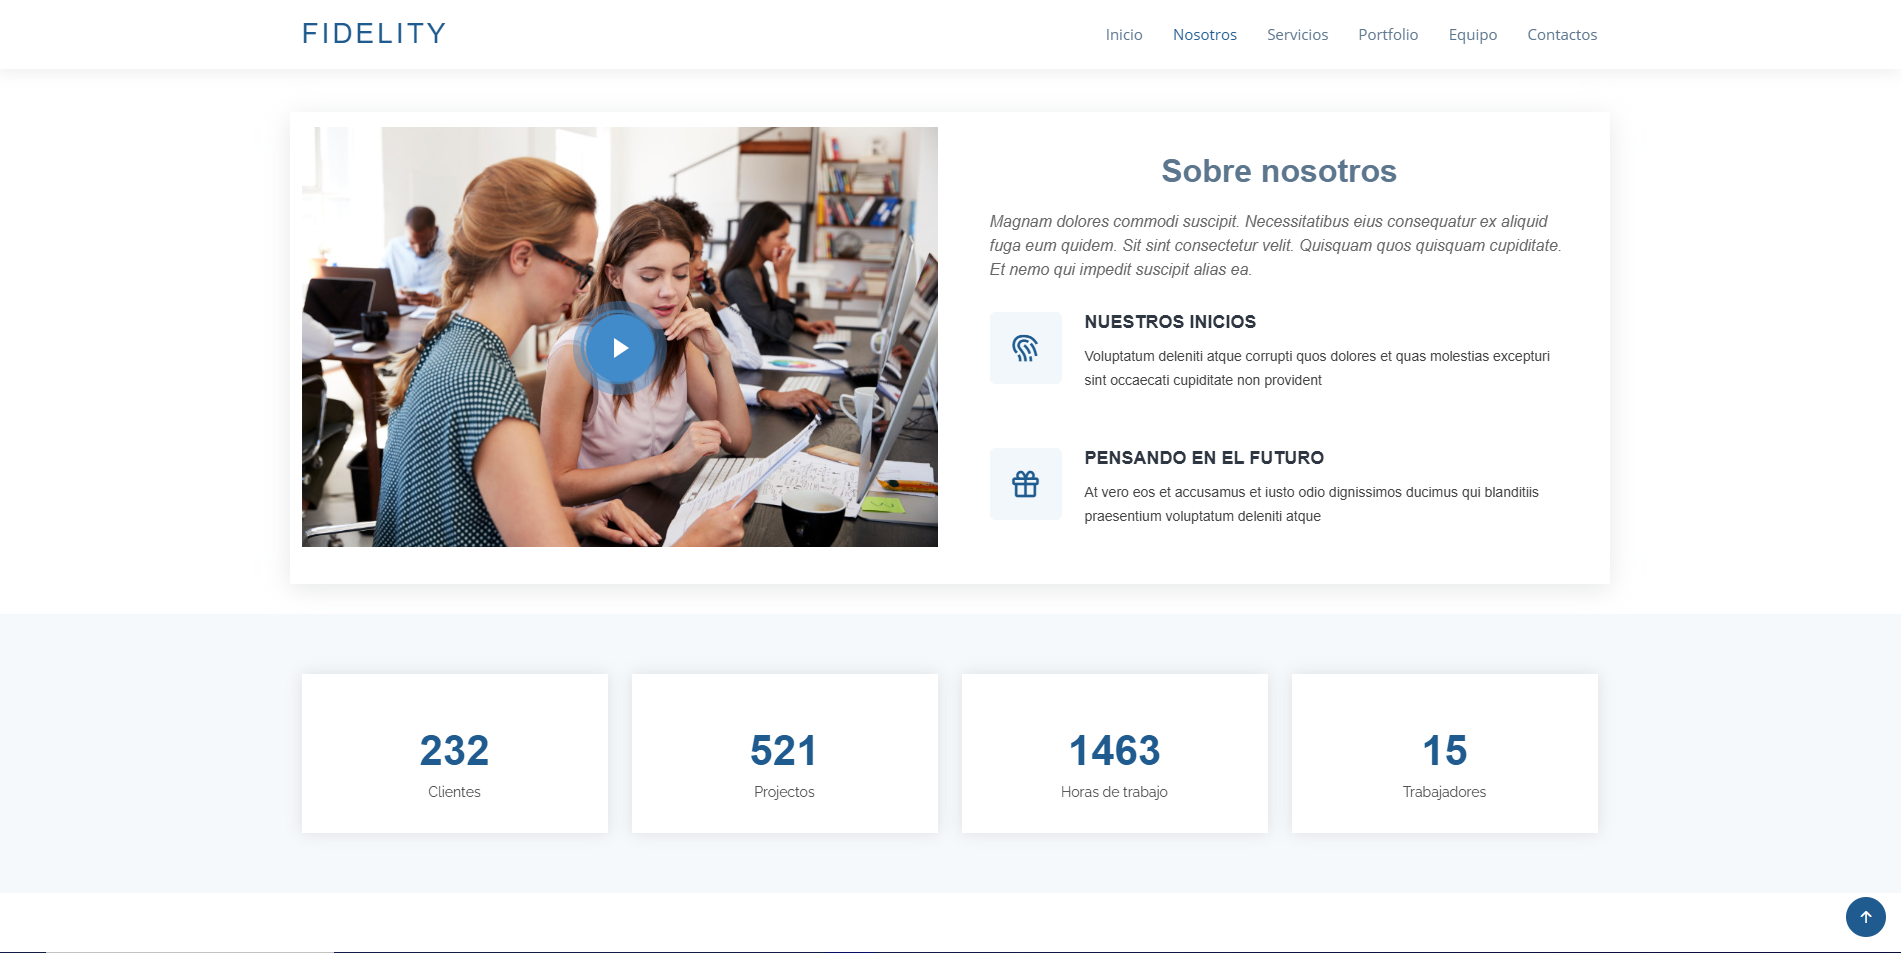 FIDELITY
Inicio Nosotros Servicios Portfolio Equipo Contactos
Sobre nosotros
Magnam dolores commodi suscipit. Necessitatibus eius consequatur ex aliquid
fuga eum quidem. Sit sint consectetur velit. Quisquam quos quisquam cupiditate.
Et nemo qui impedit suscipit alias ea.
NUESTROS INICIOS
Voluptatum deleniti atque corrupti quos dolores et quas molestias excepturi
sint occaecati cupiditate non provident
PENSANDO EN EL FUTURO
At vero eos et accusamus et iusto odio dignissimos ducimus qui blanditiis
praesentium voluptatum deleniti atque
232
Clientes
521
Projectos
1463
Horas de trabajo
15
Trabajadores